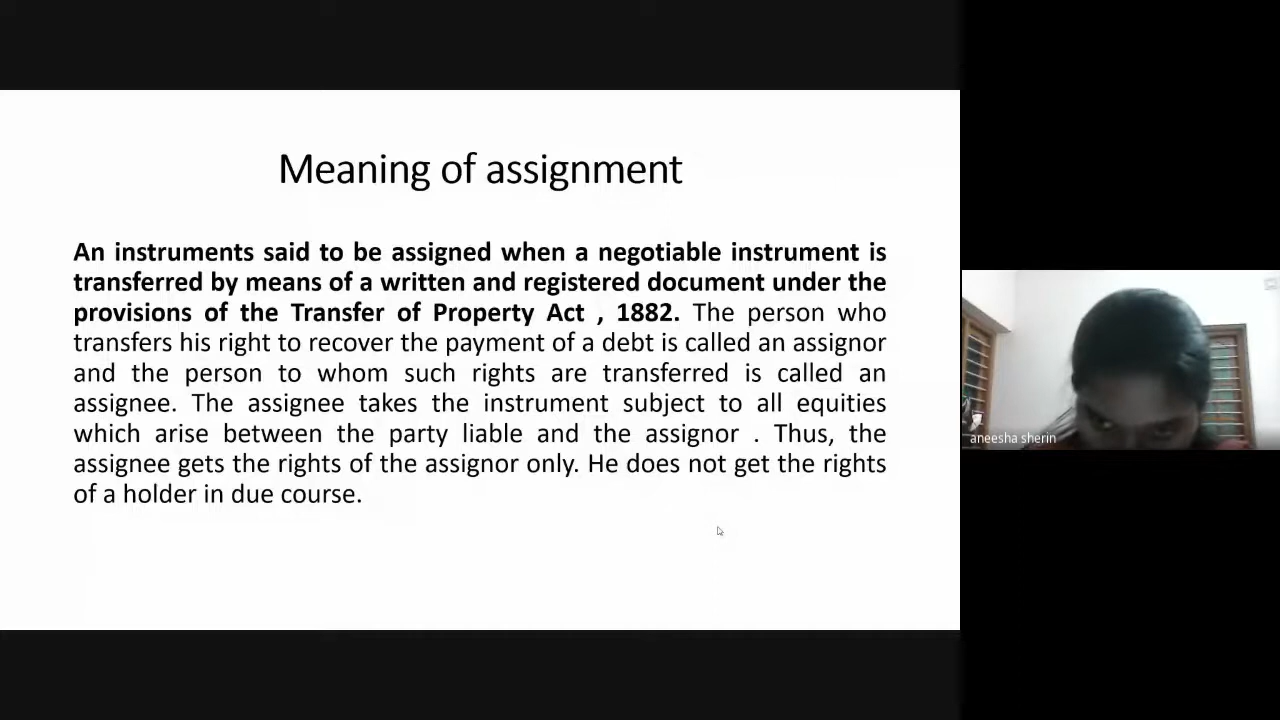 Meaning of assignment
An instruments said to be assigned when a negotiable instrument is
transferred by means of a written and registered document under the
provisions of the Transfer of Property Act , 1882. The person who
transfers his right to recover the payment of a debt is called an assignor
and the person to whom such rights are transferred is called an
assignee. The assignee takes the instrument subject to all equities
which arise between the party liable and the assignor . Thus, the
assignee gets the rights of the assignor only. He does not get the rights
of a holder in due course.
aneesha sherin